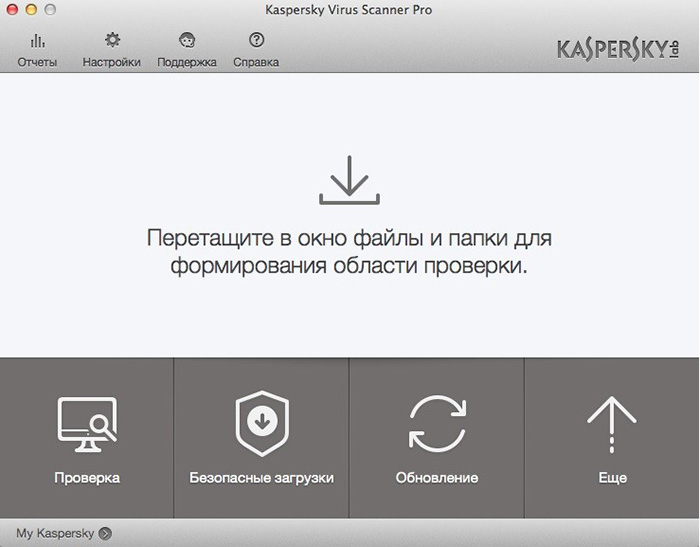 Kaspersky Virus Scanner Pro
Отчеты Настройки Поддержка Справка
KASPERSKY lab
Перетащите в окно файлы и папки для
формирования области проверки.
Проверка Безопасные загрузки Обновление Еще
My Kaspersky